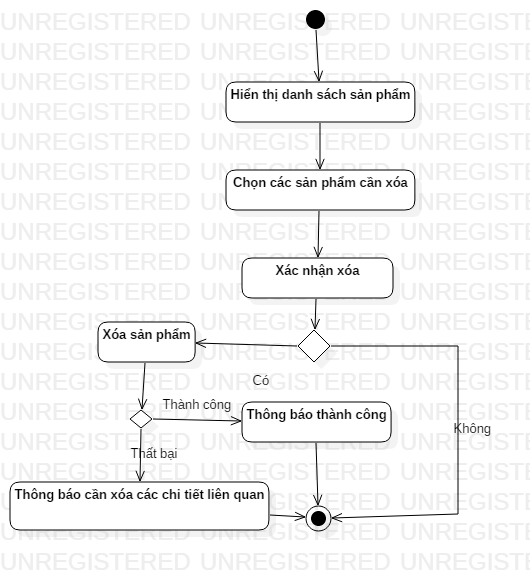 Hiển thị danh sách sản phẩm
Chọn các sản phẩm cần xóa
Xác nhận xóa
Xóa sản phẩm
Có
Thành công
Thông báo thành công
Không
Thất bại
Thông báo cần xóa các chi tiết liên quan
UNREGISTERED